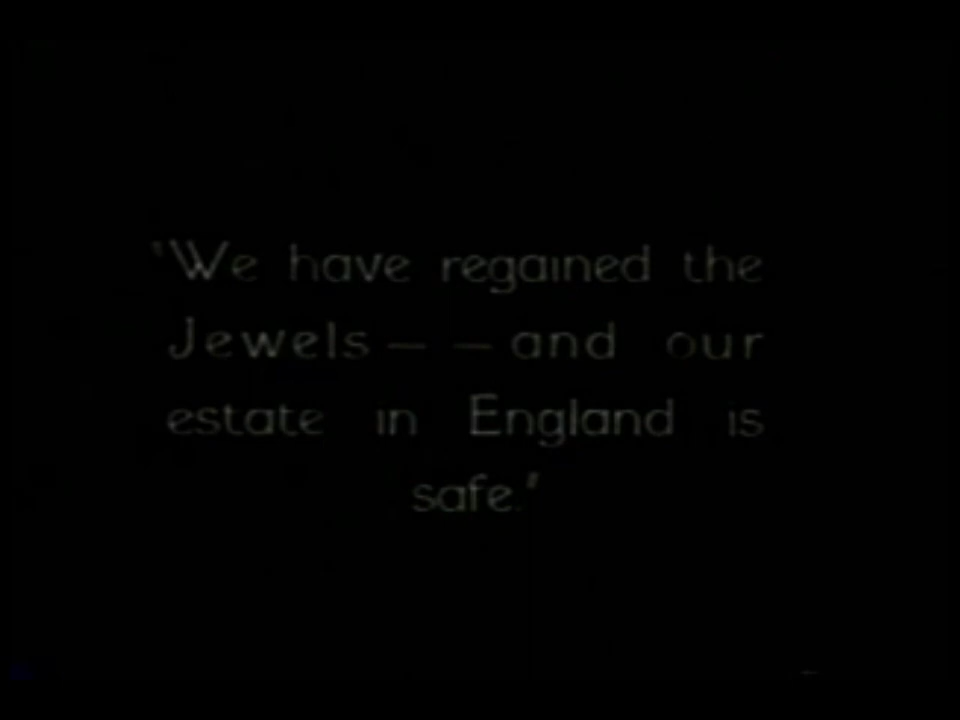 "We have regained the
Jewels — — and our
estate in England is
safe."